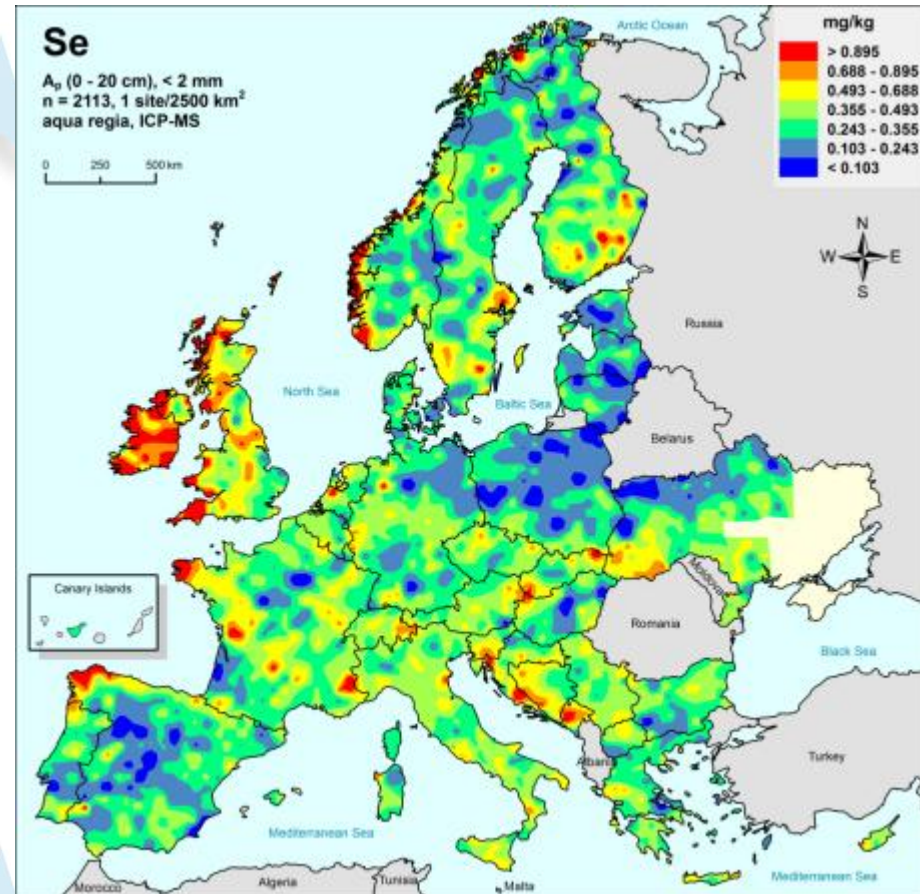 Se
Aₚ (0 - 20 cm), < 2 mm
n = 2113, 1 site/2500 km²
aqua regia, ICP-MS
0 250 500 km
mg/kg
> 0.895
0.688 - 0.895
0.493 - 0.688
0.355 - 0.493
0.243 - 0.355
0.103 - 0.243
< 0.103
Arctic Ocean
N
W E
S
Russia
North Sea
Baltic Sea
Belarus
Canary Islands
Moldova
Romania
Black Sea
Albania
Turkey
Mediterranean Sea
Mediterranean Sea
Morocco
Algeria
Tunisia
Malta